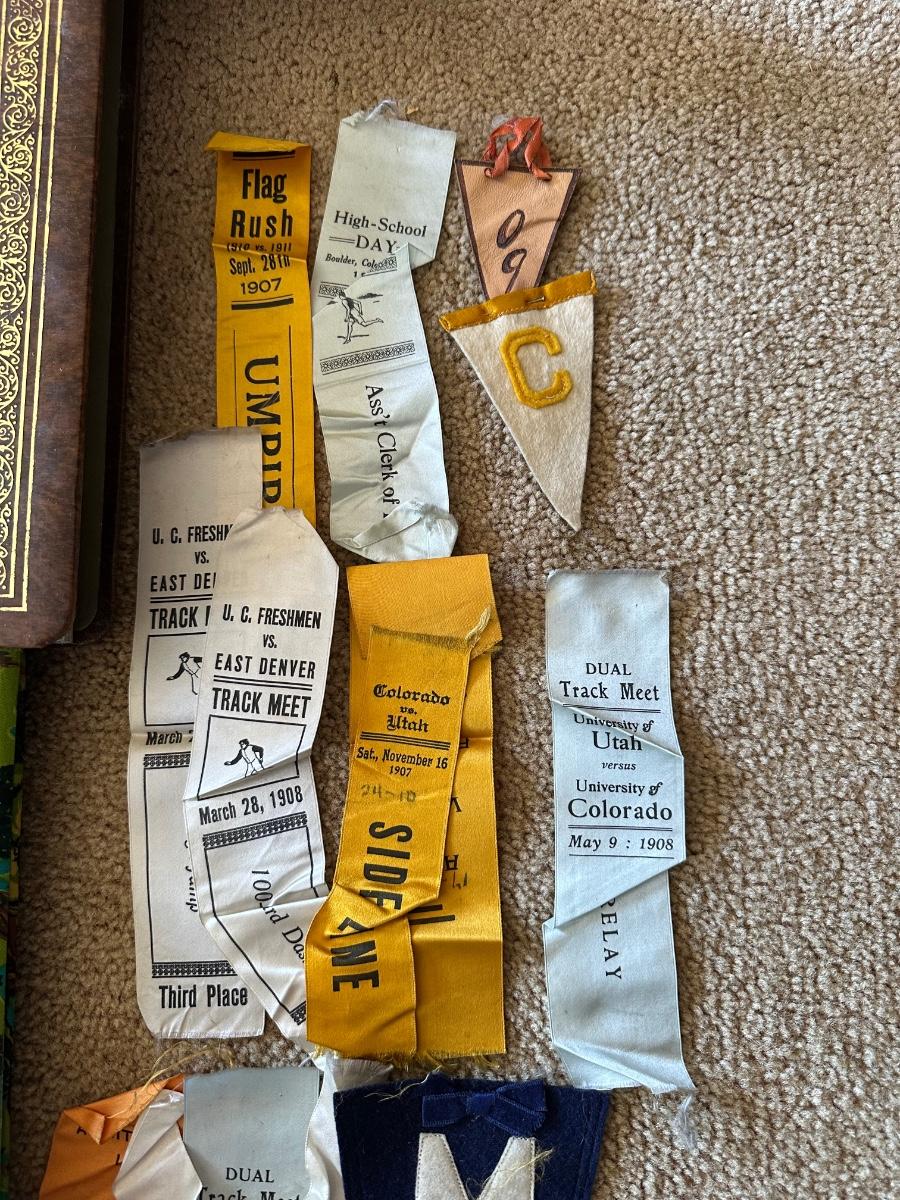 Flag
Rush
1910 vs. 1911
Sept. 28th
1907
UMPIR
High-School
DAY
Boulder, Colo
Ass't Clerk of
09
C
U. C. FRESHM
vs.
EAST DEN
TRACK
March
Third Place
U. C. FRESHMEN
vs.
EAST DENVER
TRACK MEET
March 28, 1908
100
Colorado
vs.
Utah
Sat., November 16
1907
24-10
SIDE
NE
DUAL
Track Meet
University of
Utah
versus
University of
Colorado
May 9 : 1908
RELAY
DUAL
Track Meet